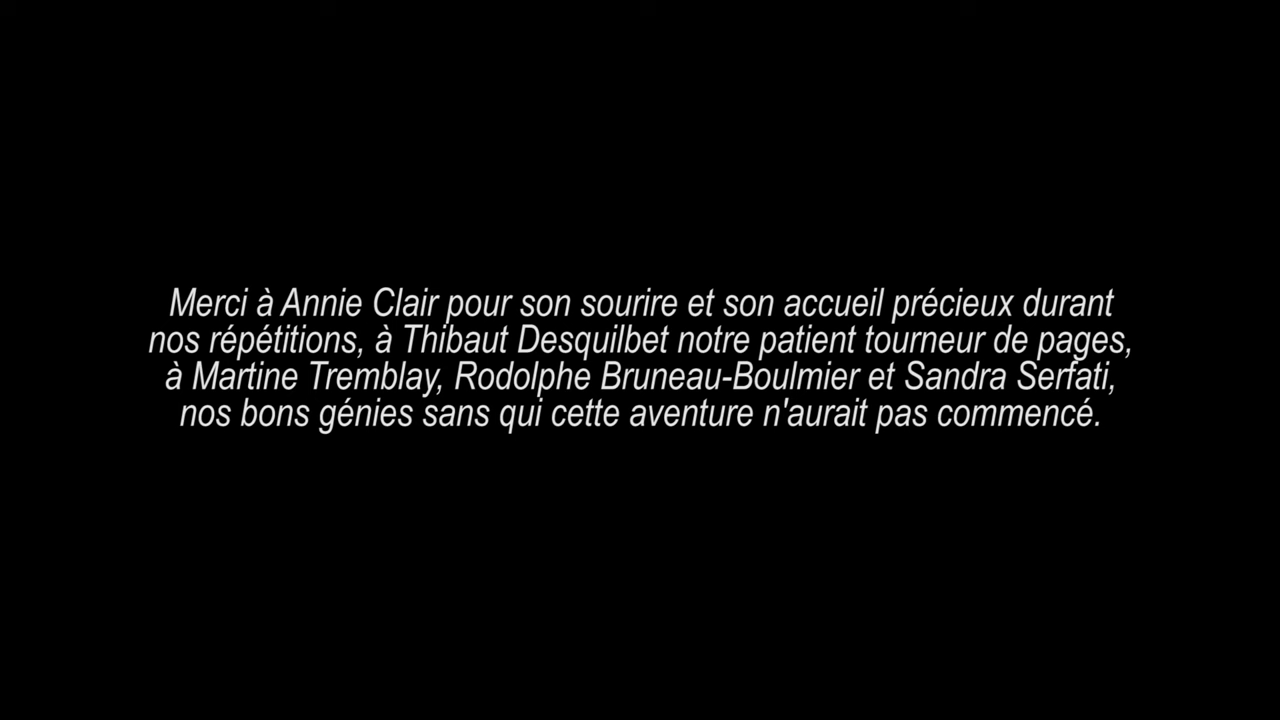 Merci à Annie Clair pour son sourire et son accueil précieux durant
nos répétitions, à Thibaut Desquilbet notre patient tourneur de pages,
à Martine Tremblay, Rodolphe Bruneau-Boulmier et Sandra Serfati,
nos bons génies sans qui cette aventure n'aurait pas commencé.